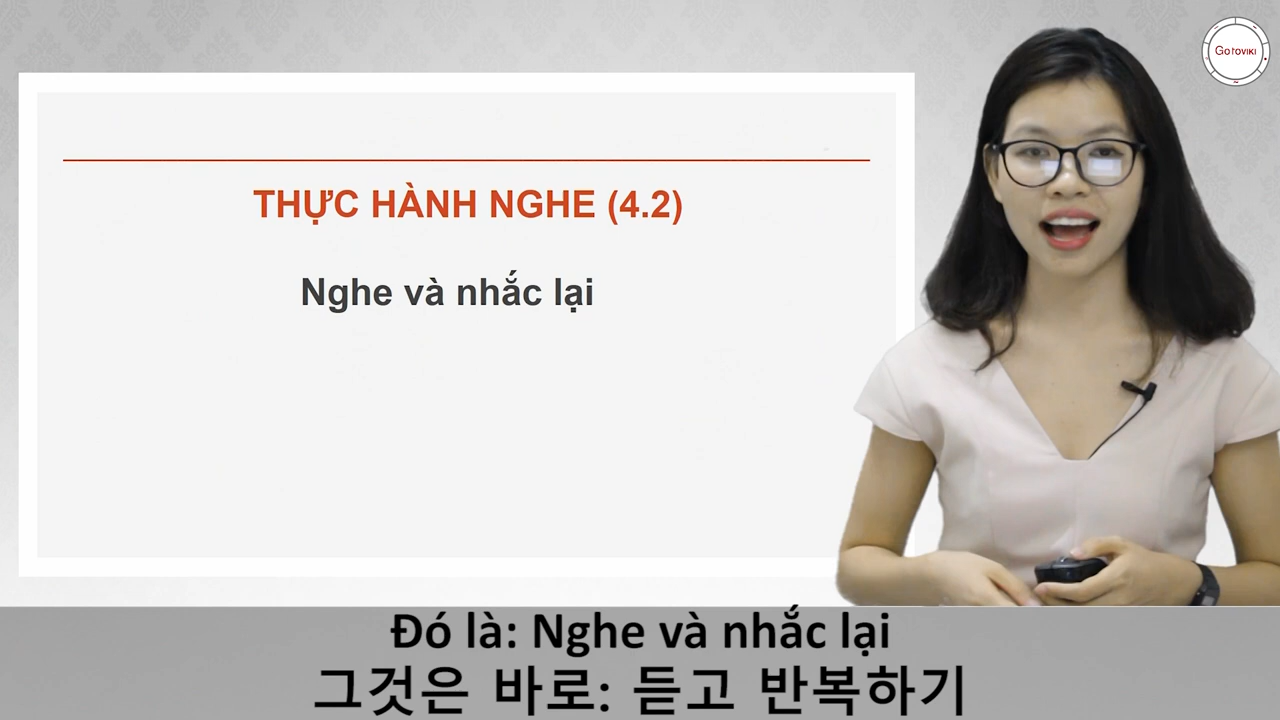 GoTOVIKI
THỰC HÀNH NGHE (4.2)
Nghe và nhắc lại
Đó là: Nghe và nhắc lại
그것은 바로: 듣고 반복하기